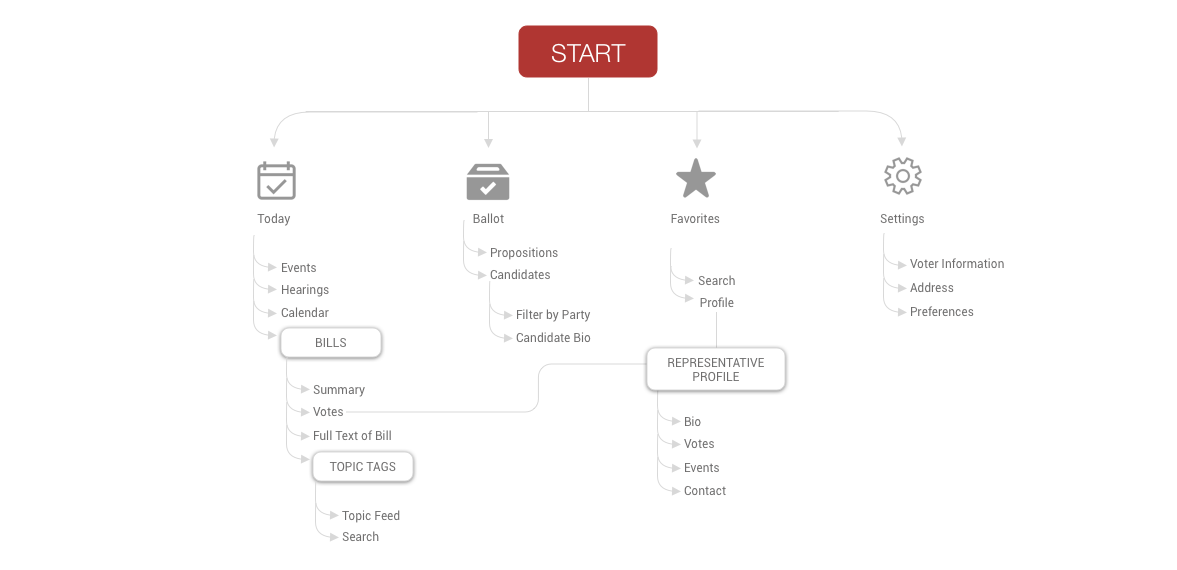 START
Today
Events
Hearings
Calendar
BILLS
Summary
Votes
Full Text of Bill
TOPIC TAGS
Topic Feed
Search
Ballot
Propositions
Candidates
Filter by Party
Candidate Bio
Favorites
Search
Profile
REPRESENTATIVE
PROFILE
Bio
Votes
Events
Contact
Settings
Voter Information
Address
Preferences